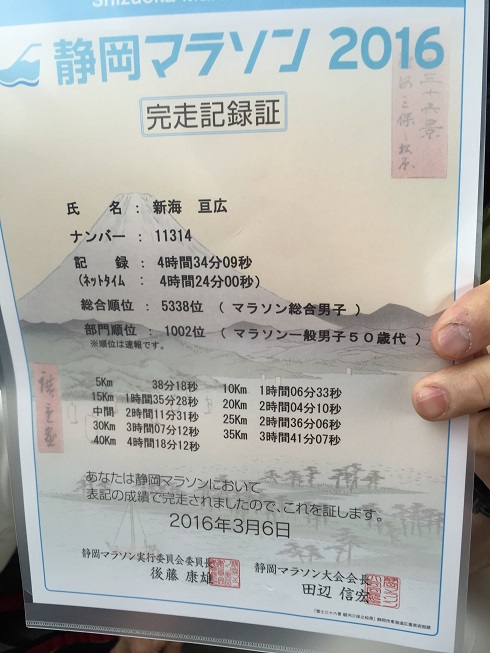 静岡マラソン 2016
完走記録証
氏　名 ： 新海　亘広
ナンバー ： 11314
記　録 ： 4時間34分09秒
(ネットタイム ： 4時間24分00秒)
総合順位 ： 5338位 （ マラソン総合男子 ）
部門順位 ： 1002位 （ マラソン一般男子５０歳代 ）
※順位は速報です。
5Km 38分18秒 10Km 1時間06分33秒
15Km 1時間35分28秒 20Km 2時間04分10秒
中間 2時間11分31秒 25Km 2時間36分06秒
30Km 3時間07分12秒 35Km 3時間41分07秒
40Km 4時間18分12秒
あなたは静岡マラソンにおいて
表記の成績で完走されましたので、これを証します。
2016年3月6日
静岡マラソン実行委員会委員長 静岡マラソン大会会長
後藤 康雄 田辺 信宏